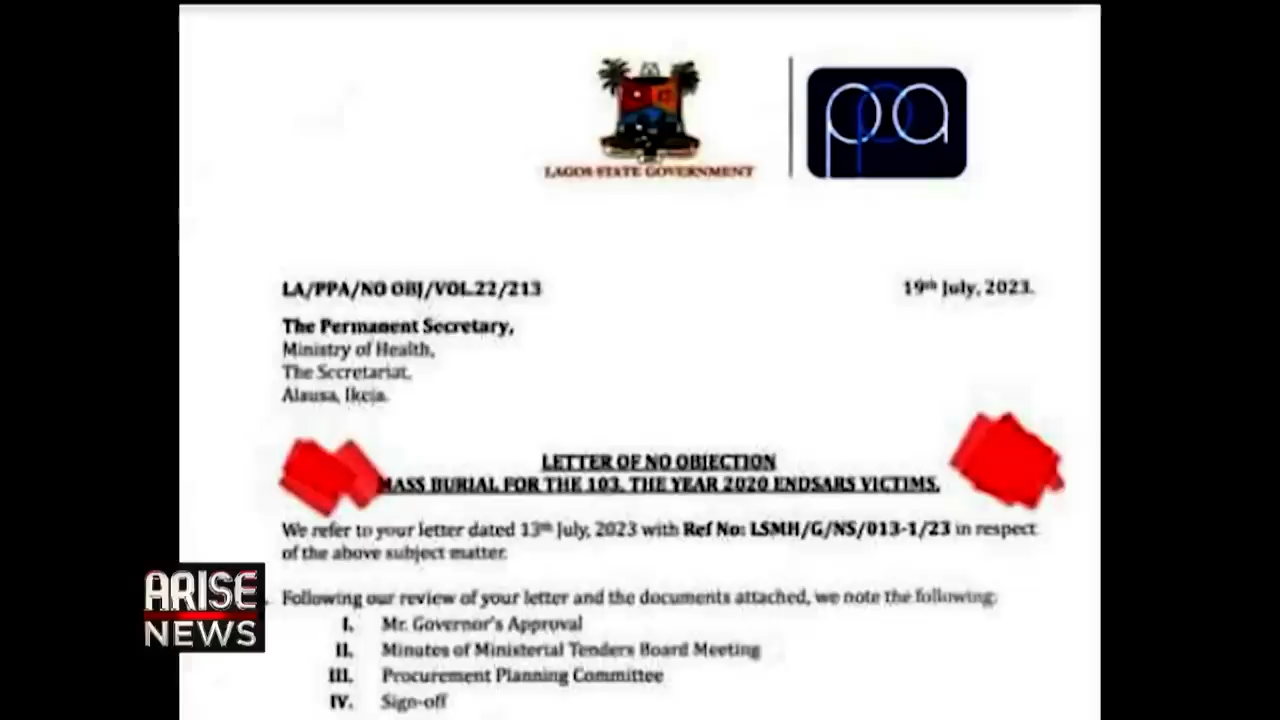 ppa
LAGOS STATE GOVERNMENT
LA/PPA/NO OBJ/VOL.22/213
19th July, 2023.
The Permanent Secretary,
Ministry of Health,
The Secretariat,
Alausa, Ikeja.
LETTER OF NO OBJECTION
MASS BURIAL FOR THE 103, THE YEAR 2020 ENDSARS VICTIMS.
We refer to your letter dated 13th July, 2023 with Ref No: LSMH/G/NS/013-1/23 in respect
of the above subject matter.
Following our review of your letter and the documents attached, we note the following:
I. Mr. Governor's Approval
II. Minutes of Ministerial Tenders Board Meeting
III. Procurement Planning Committee
IV. Sign-off
ARISE
NEWS